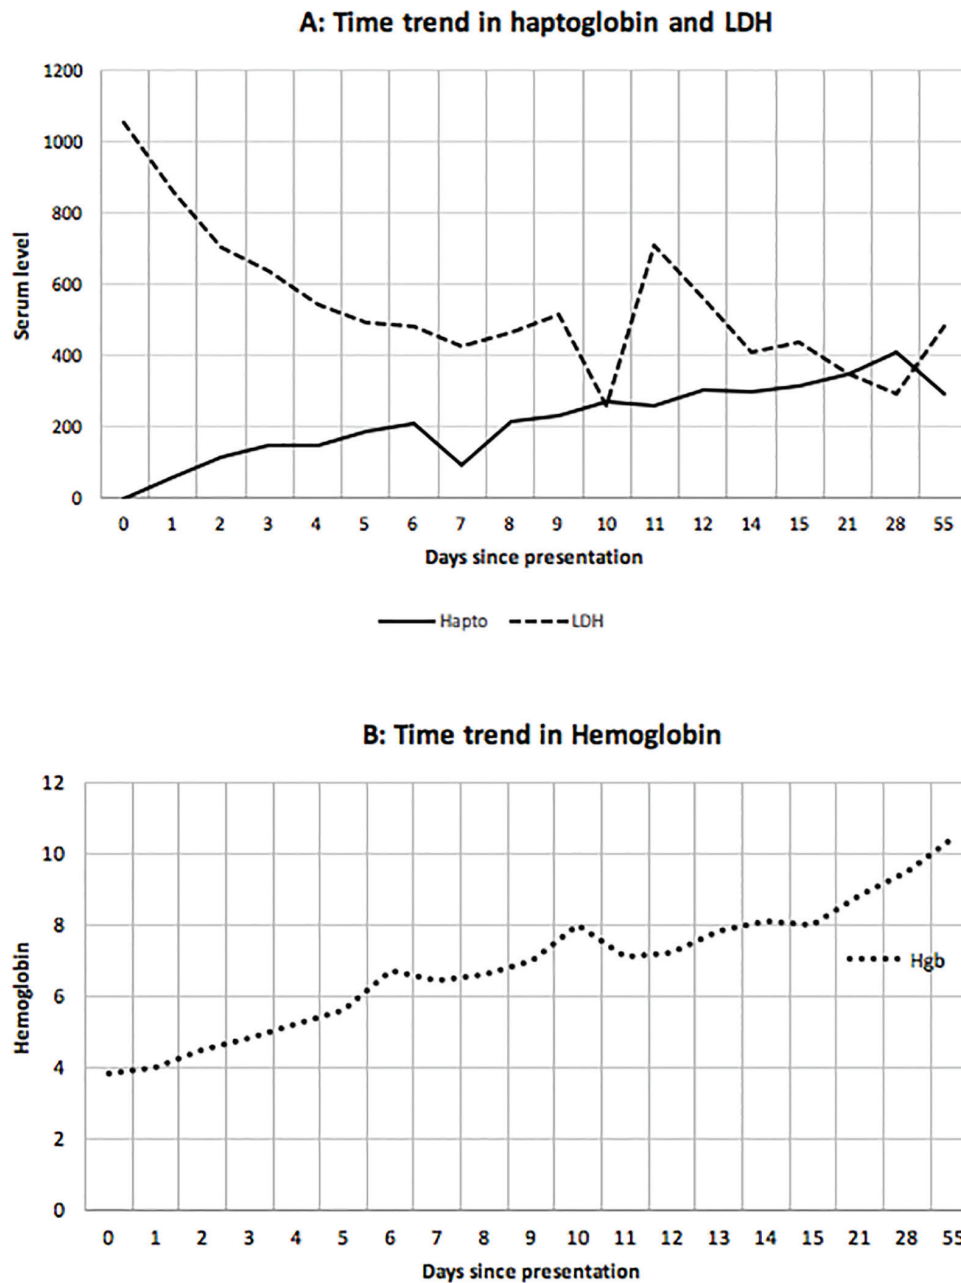 A: Time trend in haptoglobin and LDH
1200
1000
800
600
400
200
0
Serum level
0 1 2 3 4 5 6 7 8 9 10 11 12 14 15 21 28 55
Days since presentation
Hapto LDH
B: Time trend in Hemoglobin
12
10
8
6
4
2
0
Hemoglobin
Hgb
0 1 2 3 4 5 6 7 8 9 10 11 12 13 14 15 21 28 55
Days since presentation